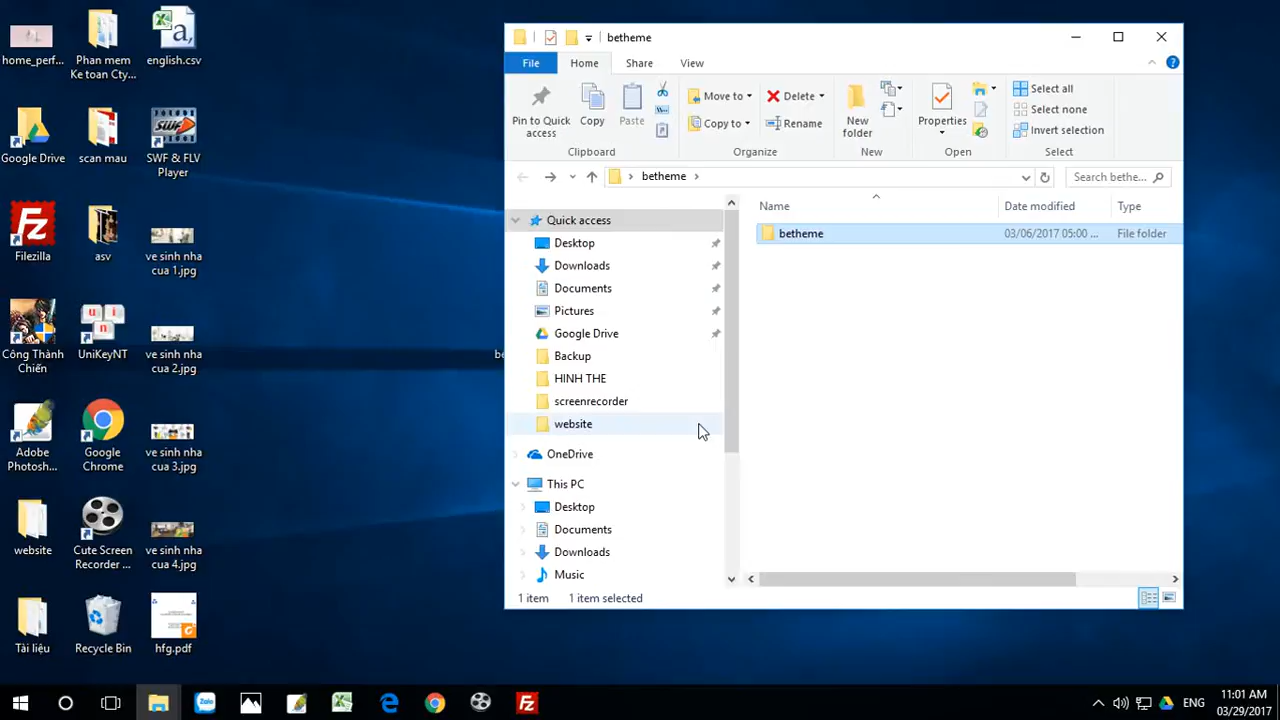 home_perf...
Phan mem
Ke toan Cty...
english.csv
Google Drive
scan mau
SWF & FLV
Player
Filezilla
asv
ve sinh nha
cua 1.jpg
Công Thành
Chiến
UniKeyNT
ve sinh nha
cua 2.jpg
Adobe
Photosh...
Google
Chrome
ve sinh nha
cua 3.jpg
website
Cute Screen
Recorder ...
ve sinh nha
cua 4.jpg
Tài liệu
Recycle Bin
hfg.pdf
be
betheme
File
Home
Share
View
Pin to Quick
access
Copy
Paste
Clipboard
Move to
Copy to
Delete
Rename
Organize
New
folder
New
Properties
Open
Select all
Select none
Invert selection
Select
betheme
Search bethe...
Quick access
Desktop
Downloads
Documents
Pictures
Google Drive
Backup
HINH THE
screenrecorder
website
OneDrive
This PC
Desktop
Documents
Downloads
Music
Name
Date modified
Type
betheme
03/06/2017 05:00 ...
File folder
1 item
1 item selected
Zalo
ENG
11:01 AM
03/29/2017